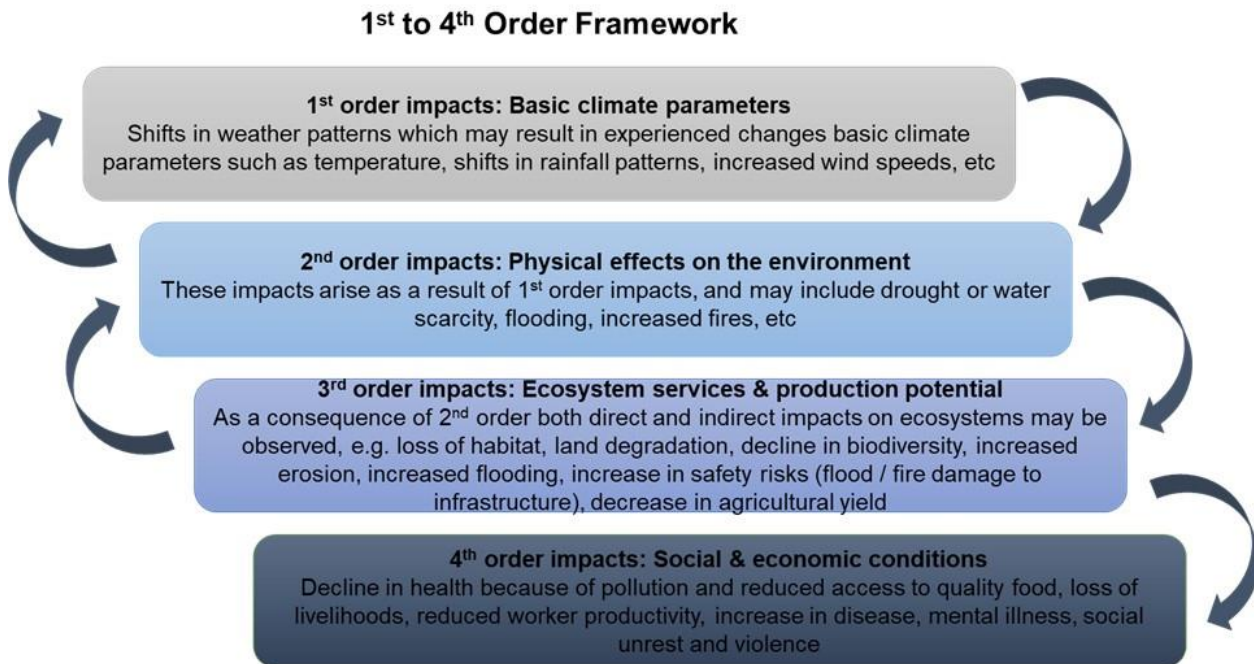 1st to 4th Order Framework
1st order impacts: Basic climate parameters
Shifts in weather patterns which may result in experienced changes basic climate
parameters such as temperature, shifts in rainfall patterns, increased wind speeds, etc
2nd order impacts: Physical effects on the environment
These impacts arise as a result of 1st order impacts, and may include drought or water
scarcity, flooding, increased fires, etc
3rd order impacts: Ecosystem services & production potential
As a consequence of 2nd order both direct and indirect impacts on ecosystems may be
observed, e.g. loss of habitat, land degradation, decline in biodiversity, increased
erosion, increased flooding, increase in safety risks (flood / fire damage to
infrastructure), decrease in agricultural yield
4th order impacts: Social & economic conditions
Decline in health because of pollution and reduced access to quality food, loss of
livelihoods, reduced worker productivity, increase in disease, mental illness, social
unrest and violence